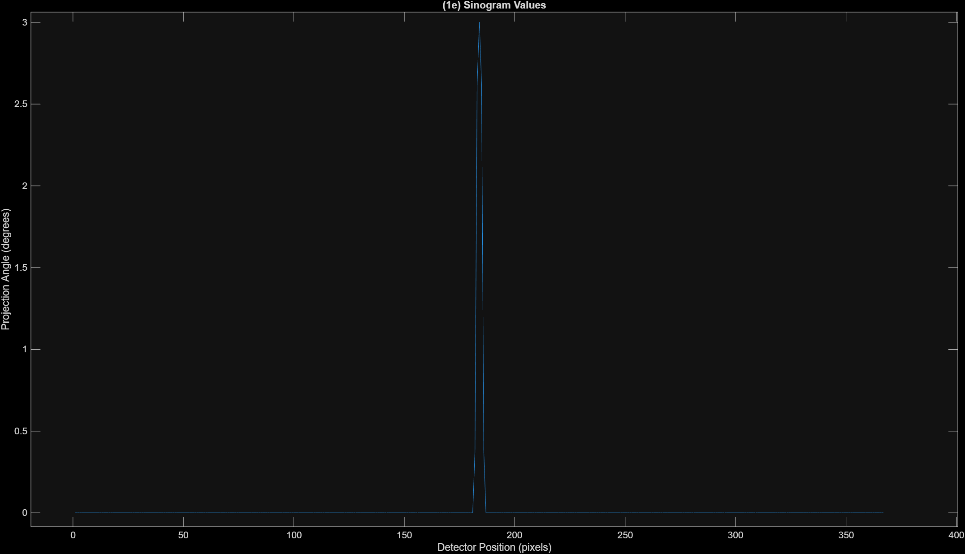 (1e) Sinogram Values
3
2.5
2
1.5
1
0.5
0
Projection Angle (degrees)
0 50 100 150 200 250 300 350 400
Detector Position (pixels)